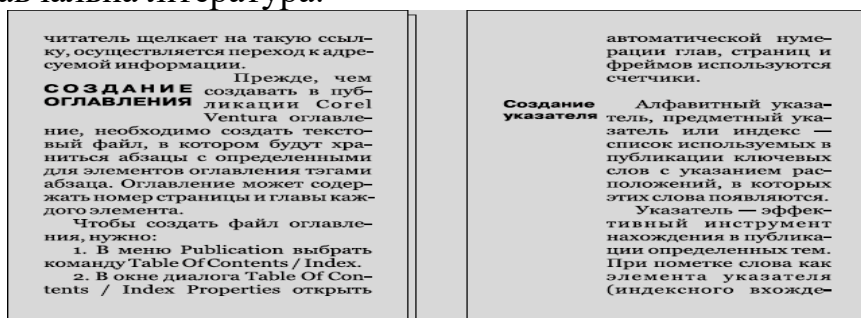 вчальна література.
читатель щелкает на такую ссыл-
ку, осуществляется переход к адре-
суемой информации.
Прежде, чем
СОЗДАНИЕ создавать в пуб-
ОГЛАВЛЕНИЯ ликации Corel
Ventura оглавле-
ние, необходимо создать тексто-
вый файл, в котором будут хра-
ниться абзацы с определенными
для элементов оглавления тэгами
абзаца. Оглавление может содер-
жать номер страницы и главы каж-
дого элемента.
Чтобы создать файл оглавле-
ния, нужно:
1. В меню Publication выбрать
команду Table Of Contents / Index.
2. В окне диалога Table Of Con-
tents / Index Properties открыть
автоматической нуме-
рации глав, страниц и
фреймов используются
счетчики.
Создание Алфавитный указа-
указателя тель, предметный ука-
затель или индекс —
список используемых в
публикации ключевых
слов с указанием рас-
положений, в которых
этих слова появляются.
Указатель — эффек-
тивный инструмент
нахождения в публика-
ции определенных тем.
При пометке слова как
элемента указателя
(индексного вхожде-